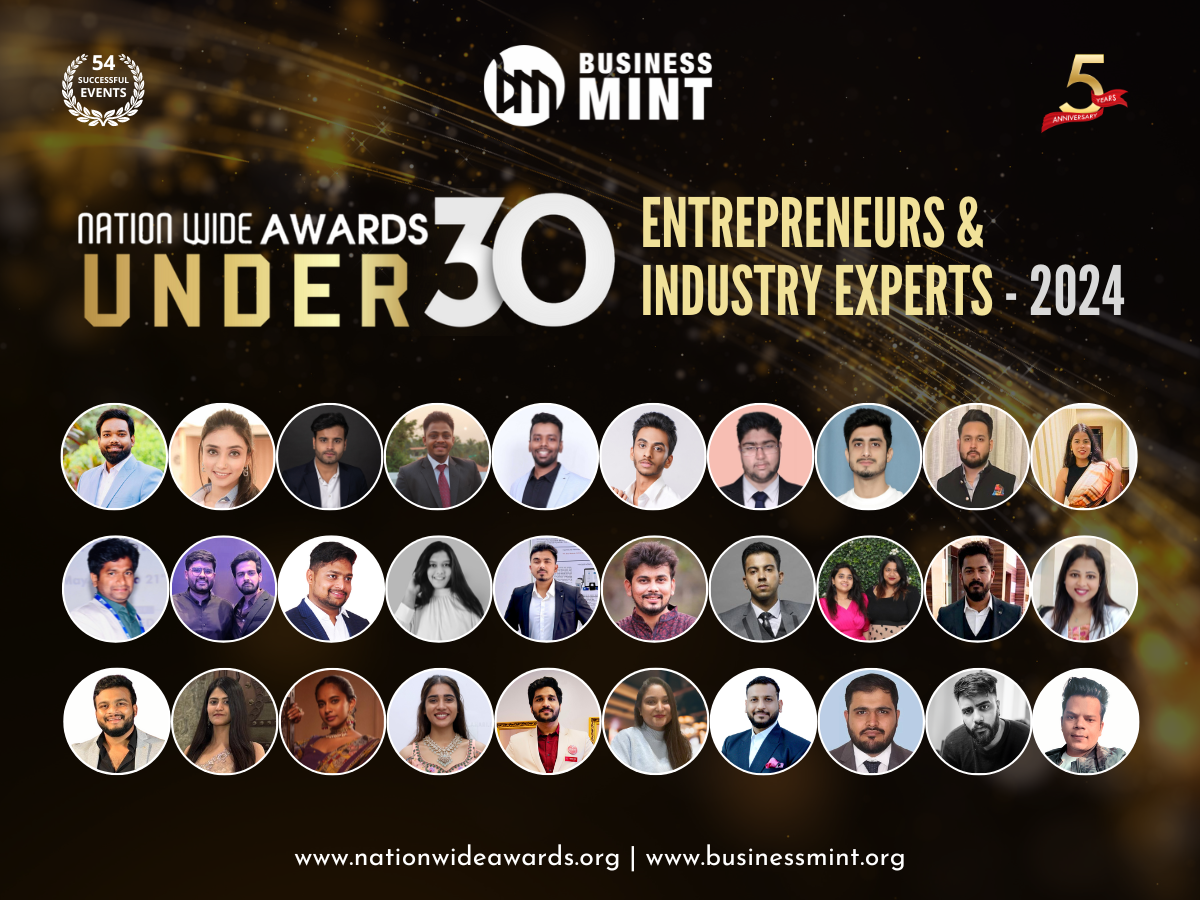 54
SUCCESSFUL
EVENTS
bm
BUSINESS
MINT
5
YEARS
ANNIVERSARY
NATION WIDE AWARDS
UNDER 30
ENTREPRENEURS &
INDUSTRY EXPERTS - 2024
www.nationwideawards.org | www.businessmint.org